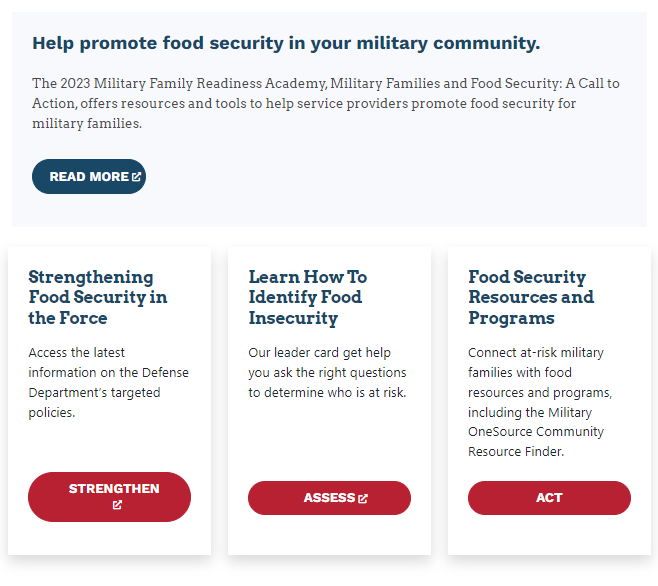 Help promote food security in your military community.
The 2023 Military Family Readiness Academy, Military Families and Food Security: A Call to
Action, offers resources and tools to help service providers promote food security for
military families.
READ MORE
Strengthening
Food Security in
the Force
Access the latest
information on the Defense
Department's targeted
policies.
STRENGTHEN
Learn How To
Identify Food
Insecurity
Our leader card get help
you ask the right questions
to determine who is at risk.
ASSESS
Food Security
Resources and
Programs
Connect at-risk military
families with food
resources and programs,
including the Military
OneSource Community
Resource Finder.
ACT